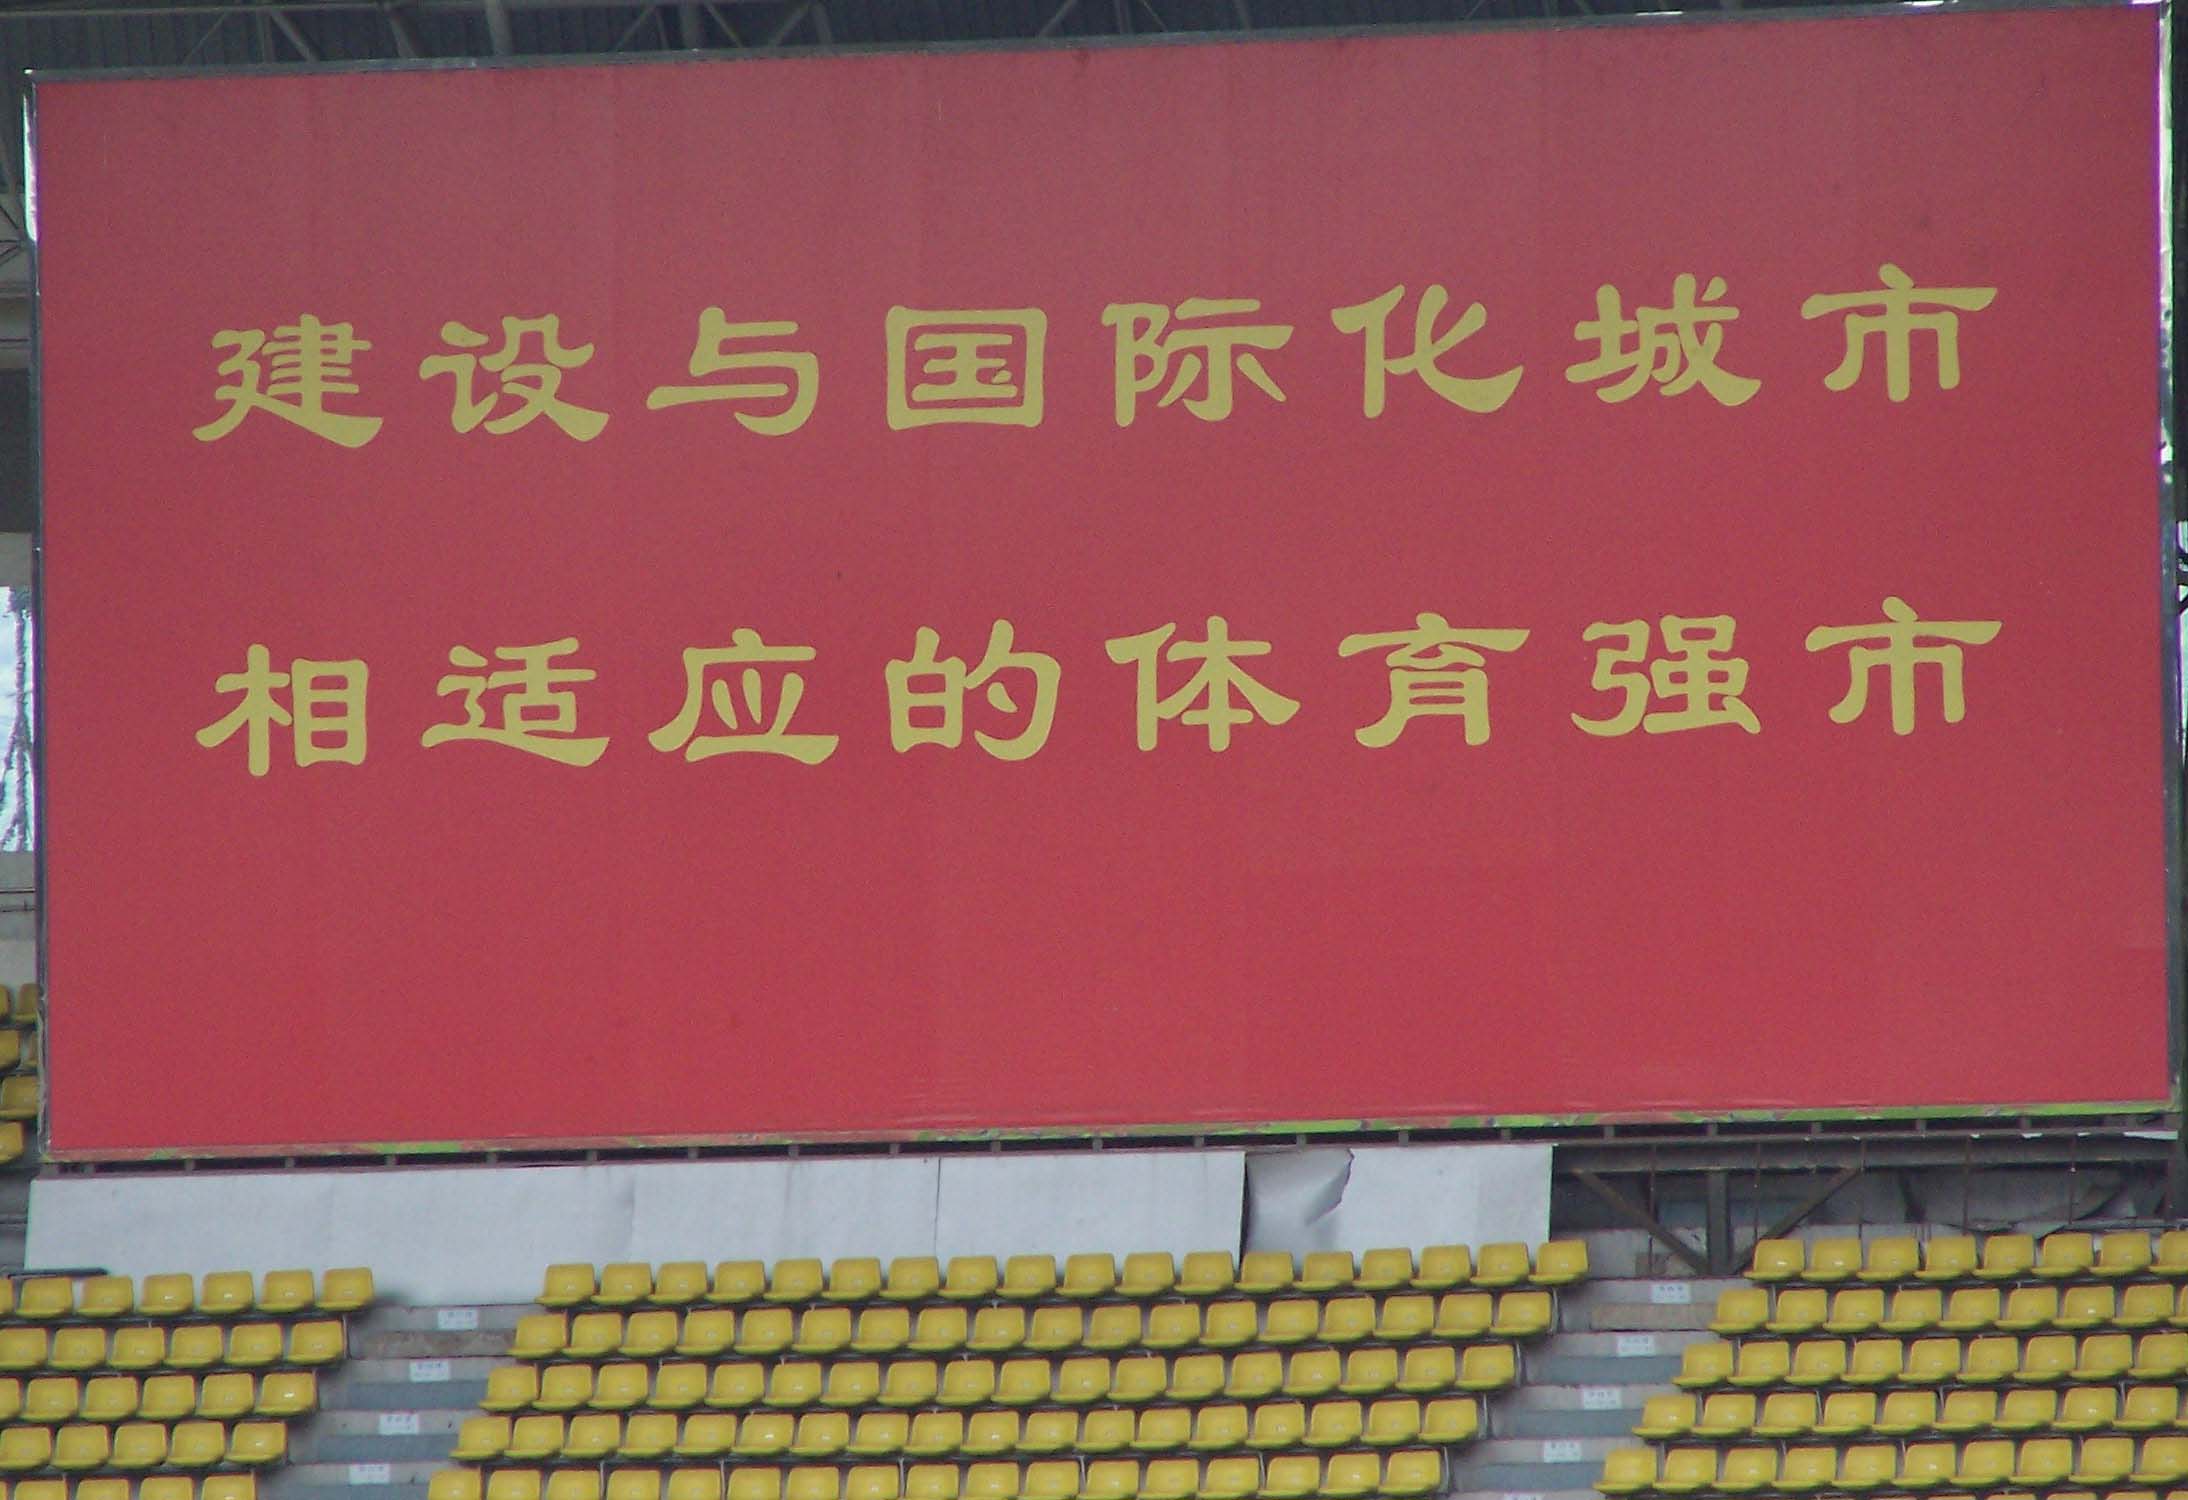 建设与国际化城市
相适应的体育强市